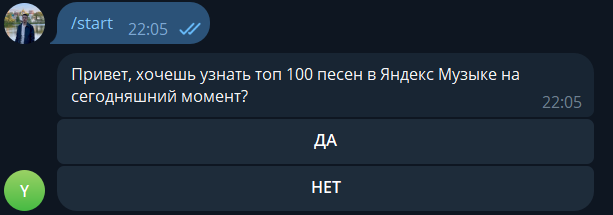 /start 22:05
Привет, хочешь узнать топ 100 песен в Яндекс Музыке на
сегодняшний момент?
22:05
ДА
НЕТ
Y